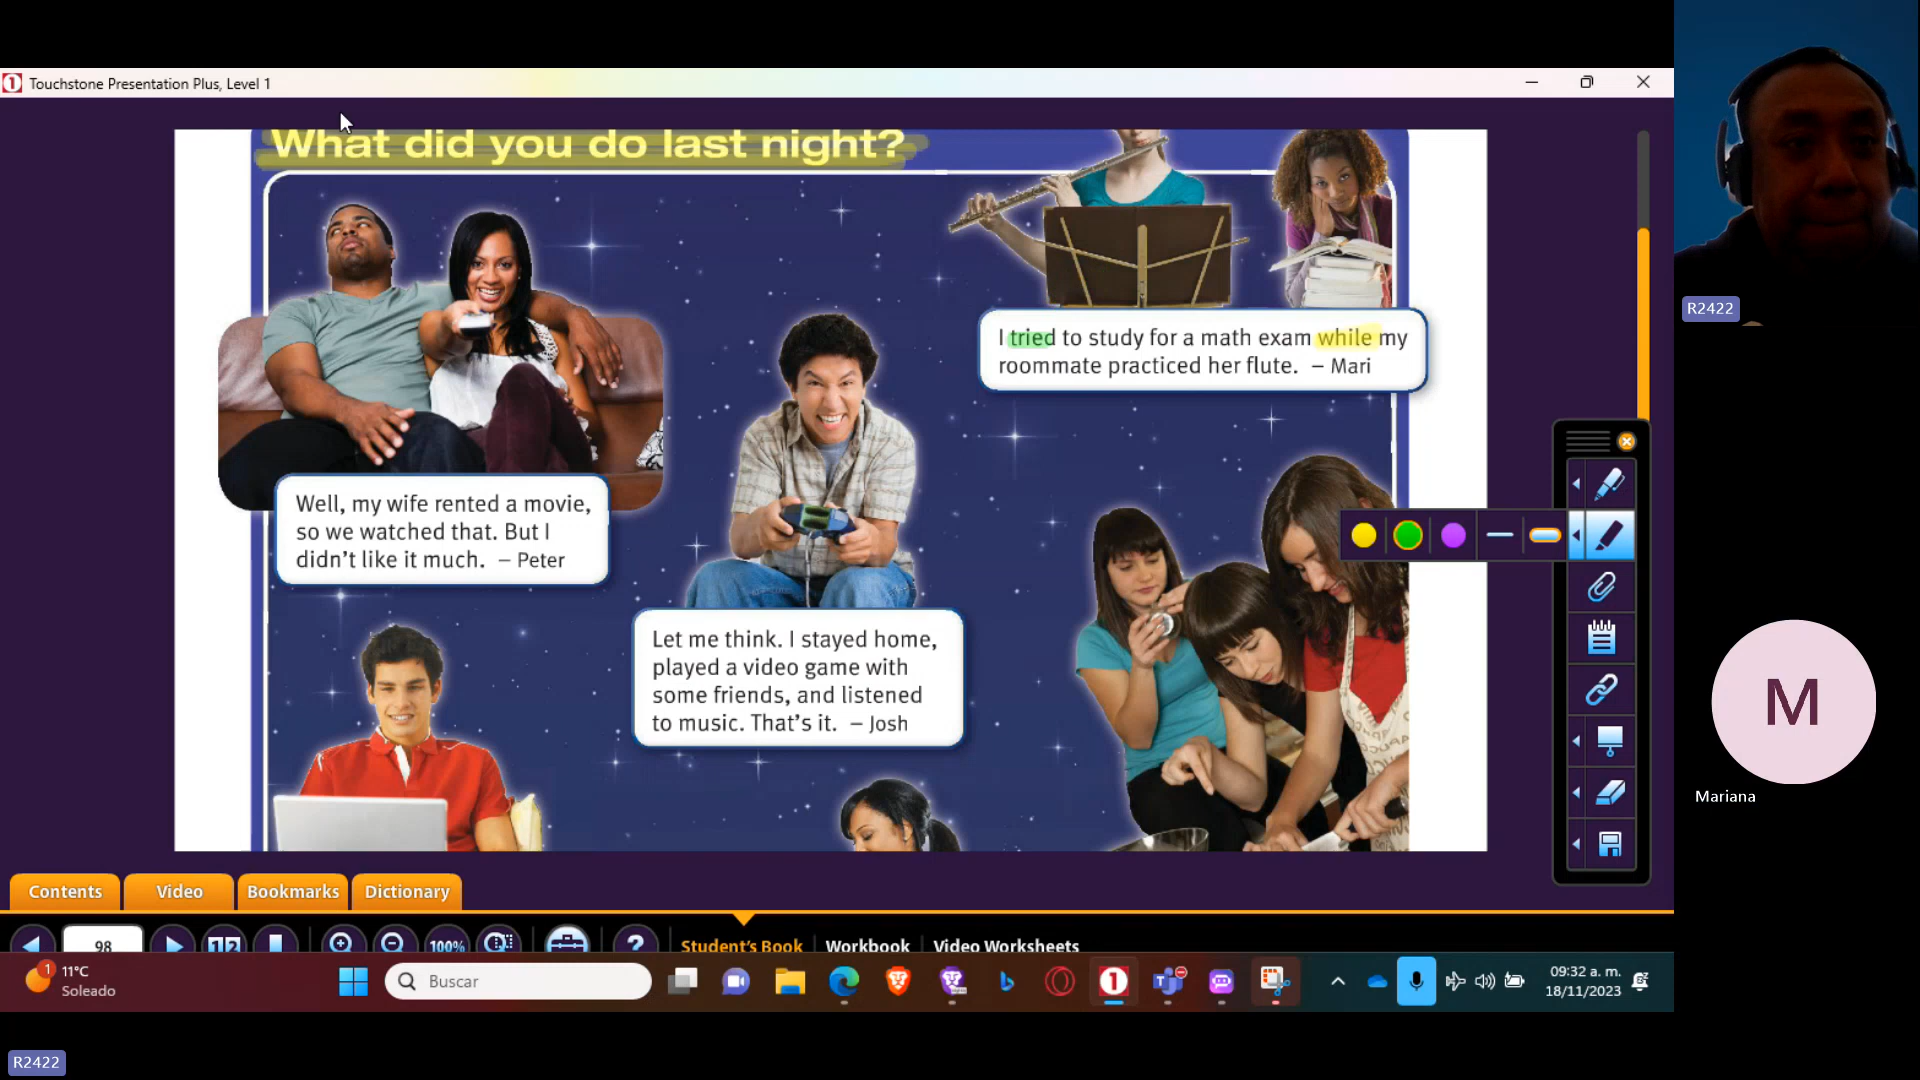 Touchstone Presentation Plus, Level 1
What did you do last night?
I tried to study for a math exam while my
roommate practiced her flute. – Mari
Well, my wife rented a movie,
so we watched that. But I
didn't like it much. – Peter
Let me think. I stayed home,
played a video game with
some friends, and listened
to music. That's it. – Josh
R2422
M
Mariana
Contents
Video
Bookmarks
Dictionary
98
12
100%
?
Student's Book
Workbook
Video Worksheets
1
11°C
Soleado
Buscar
09:32 a. m.
18/11/2023
R2422